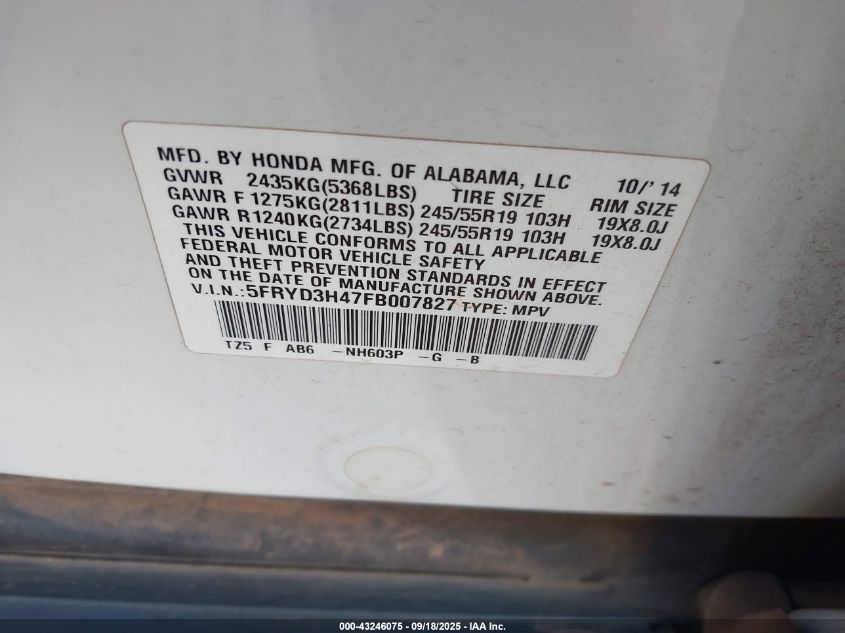 MFD. BY HONDA MFG. OF ALABAMA, LLC 10/'14
GVWR 2435KG(5368LBS) TIRE SIZE RIM SIZE
GAWR F 1275KG(2811LBS) 245/55R19 103H 19X8.0J
GAWR R 1240KG(2734LBS) 245/55R19 103H 19X8.0J
THIS VEHICLE CONFORMS TO ALL APPLICABLE
FEDERAL MOTOR VEHICLE SAFETY
AND THEFT PREVENTION STANDARDS IN EFFECT
ON THE DATE OF MANUFACTURE SHOWN ABOVE.
V.I.N.: 5FRYD3H47FB007827 TYPE: MPV
TZ5 F AB6 -NH603P -G -B
000-43246075 - 09/18/2025 - IAA Inc.